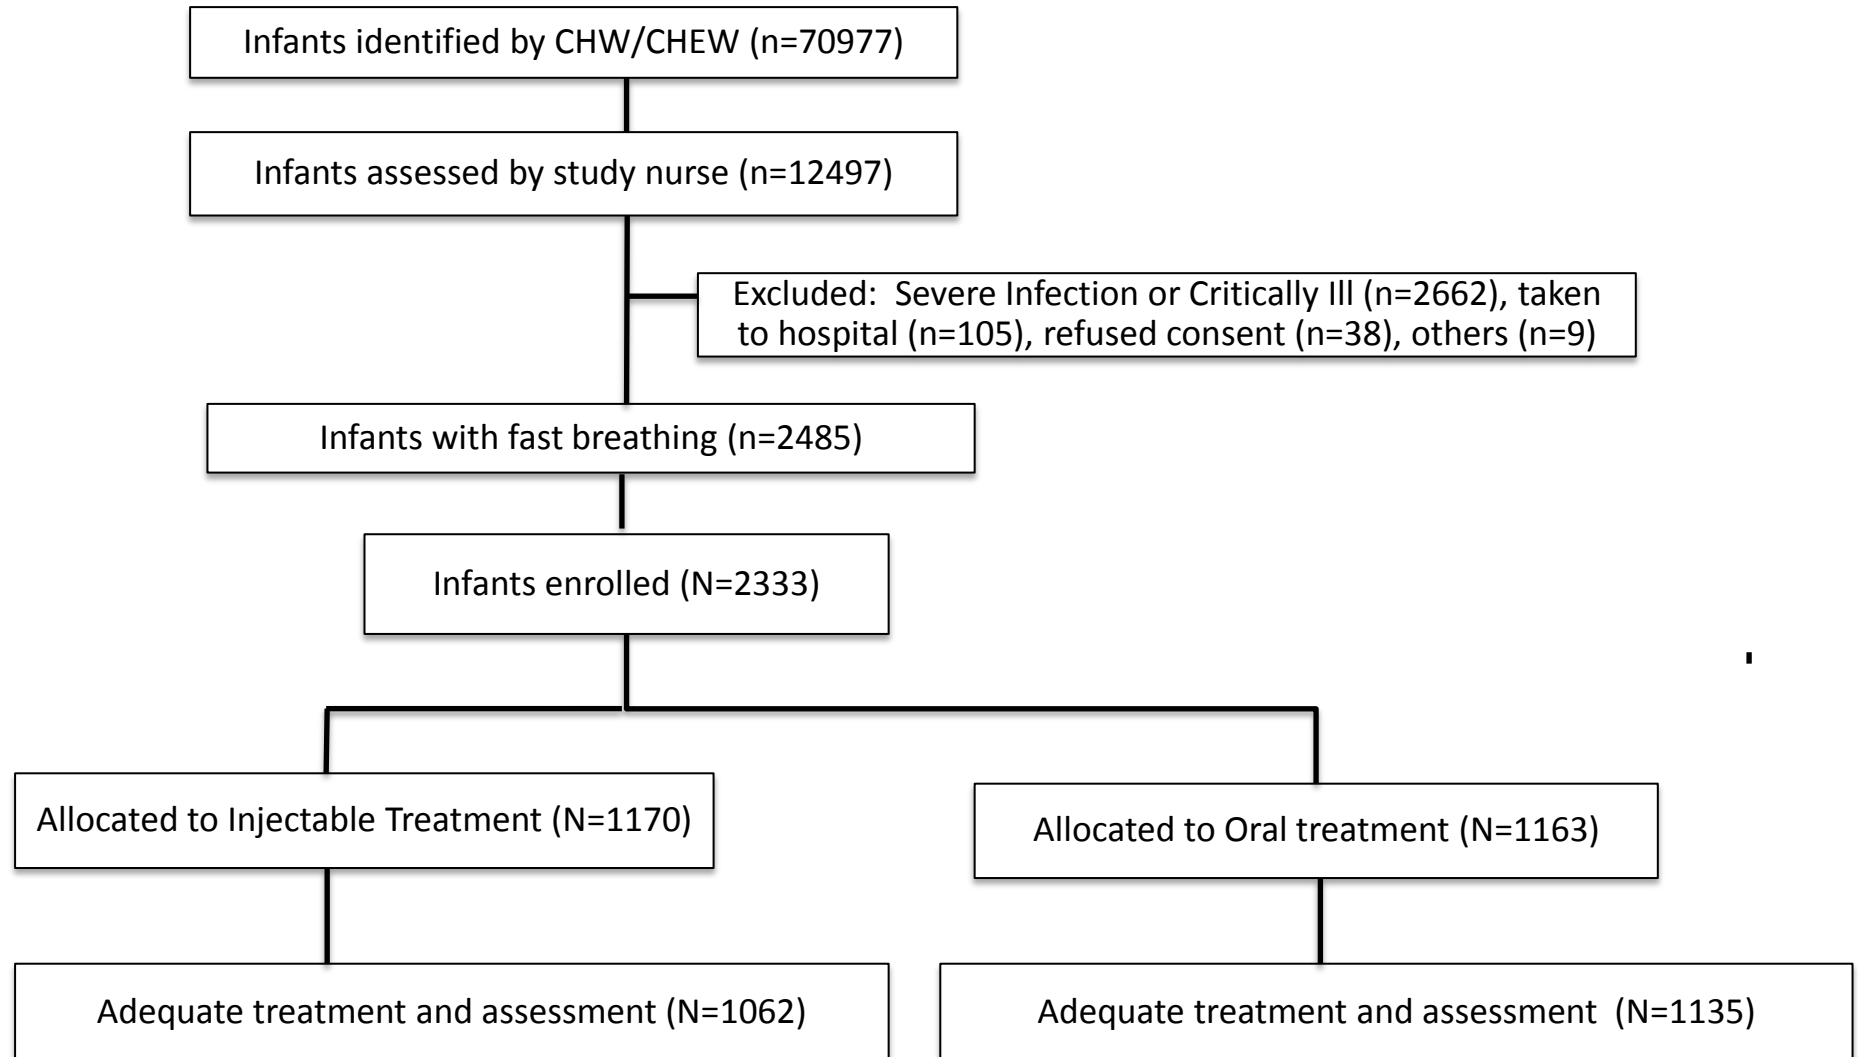 Infants identified by CHW/CHEW (n=70977)
Infants assessed by study nurse (n=12497)
Excluded:  Severe Infection or Critically Ill (n=2662), taken
to hospital (n=105), refused consent (n=38), others (n=9)
Infants with fast breathing (n=2485)
Infants enrolled (N=2333)
Allocated to Injectable Treatment (N=1170)
Allocated to Oral treatment (N=1163)
Adequate treatment and assessment (N=1062)
Adequate treatment and assessment  (N=1135)